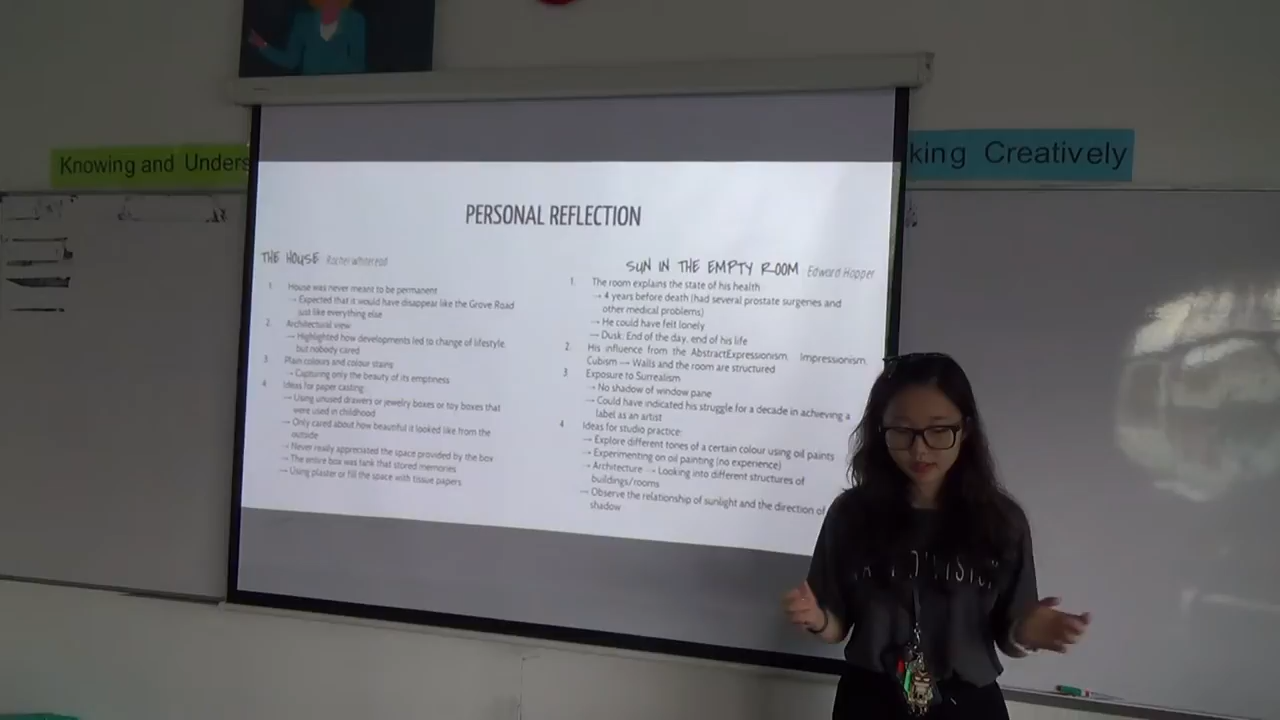 Knowing and Unders
king Creatively
PERSONAL REFLECTION
THE HOUSE Rachel whiteread
1. House was never meant to be permanent
→ Expected that it would have disappear like the Grove Road
just like everything else
2. Architectural view
→ Highlighted how developments led to change of lifestyle,
but nobody cared
3. Plain colours and colour stains
→ Capturing only the beauty of its emptiness
4. Ideas for paper casting:
→ Using unused drawers or jewelry boxes or toy boxes that
were used in childhood
→ Only cared about how beautiful it looked like from the
outside
→ Never really appreciated the space provided by the box
→ The entire box was tank that stored memories
→ Using plaster or fill the space with tissue papers
SUN IN THE EMPTY ROOM Edward Hopper
1. The room explains the state of his health
→ 4 years before death (had several prostate surgeries and
other medical problems)
→ He could have felt lonely
→ Dusk: End of the day, end of his life
2. His influence from the AbstractExpressionism, Impressionism,
Cubism → Walls and the room are structured
3. Exposure to Surrealism
→ No shadow of window pane
→ Could have indicated his struggle for a decade in achieving a
label as an artist
4. Ideas for studio practice:
→ Explore different tones of a certain colour using oil paints
→ Experimenting on oil painting (no experience)
→ Architecture → Looking into different structures of
buildings/rooms
→ Observe the relationship of sunlight and the direction of
shadow